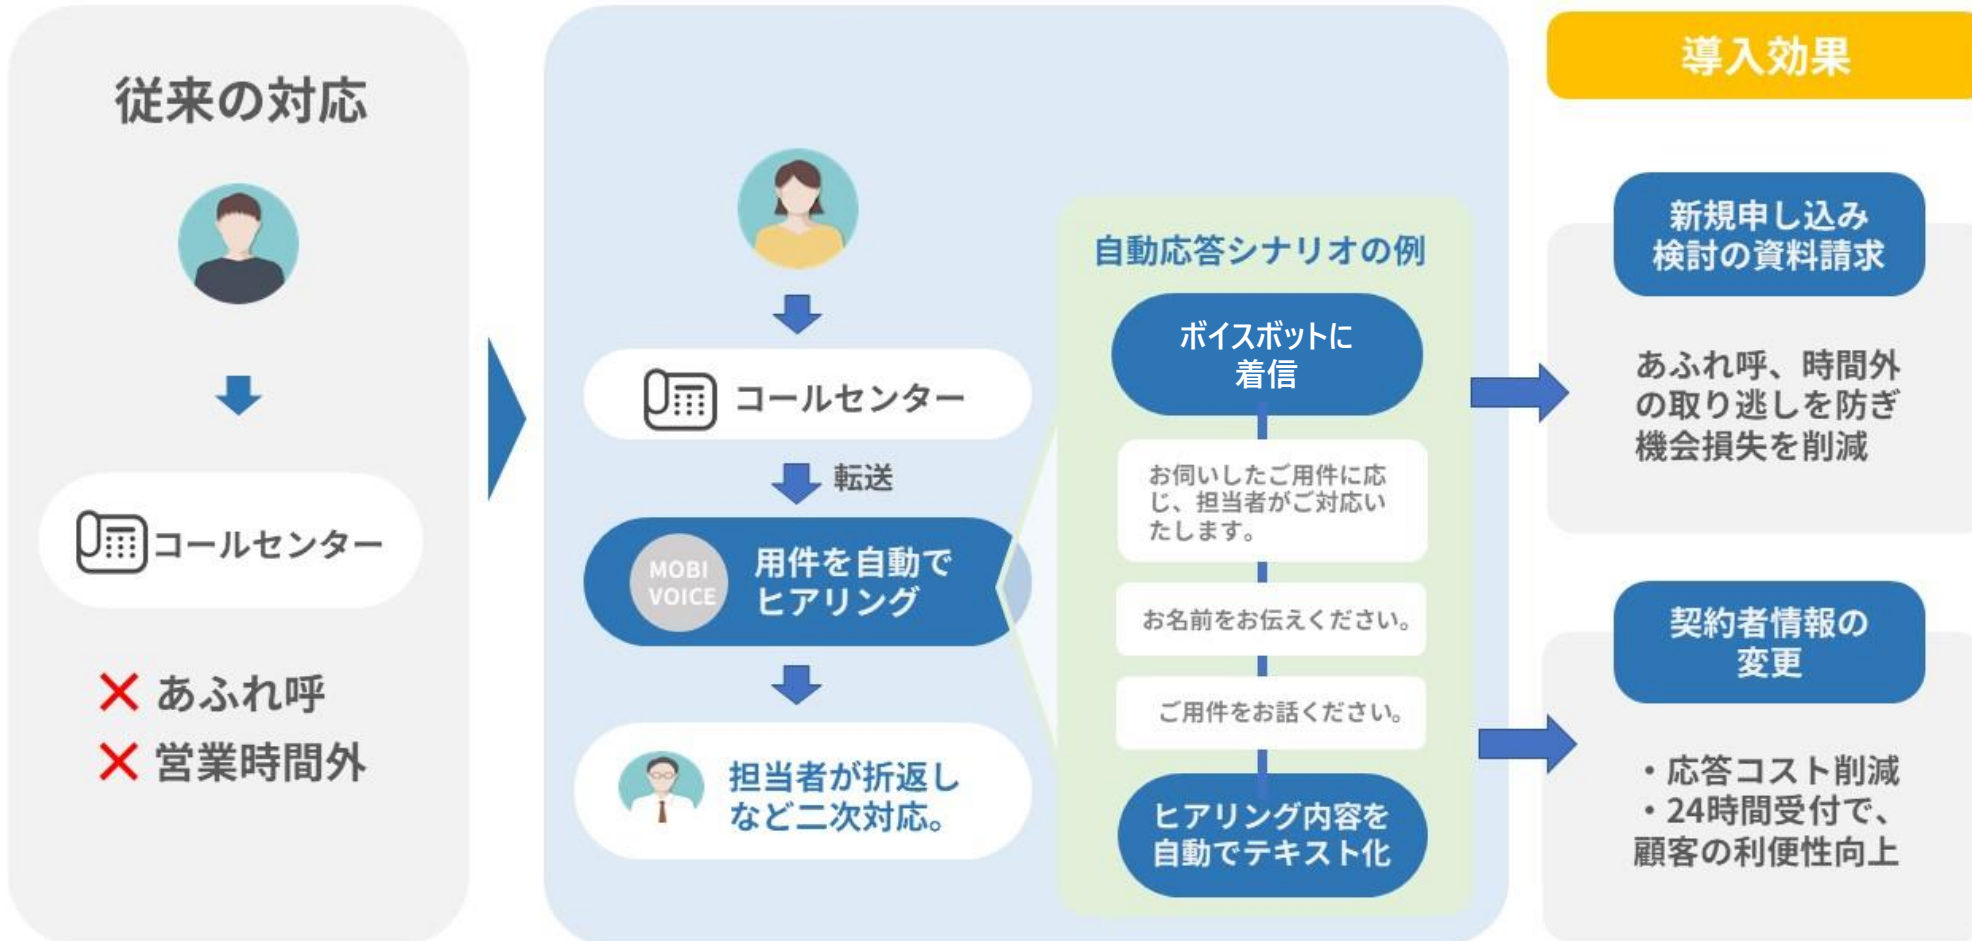 従来の対応
コールセンター
あふれ呼
営業時間外
コールセンター
転送
MOBI
VOICE
用件を自動で
ヒアリング
担当者が折返し
など二次対応。
自動応答シナリオの例
ボイスボットに
着信
お伺いしたご用件に応
じ、担当者がご対応い
たします。
お名前をお伝えください。
ご用件をお話ください。
ヒアリング内容を
自動でテキスト化
導入効果
新規申し込み
検討の資料請求
あふれ呼、時間外
の取り逃しを防ぎ
機会損失を削減
契約者情報の
変更
・応答コスト削減
・24時間受付で、
顧客の利便性向上